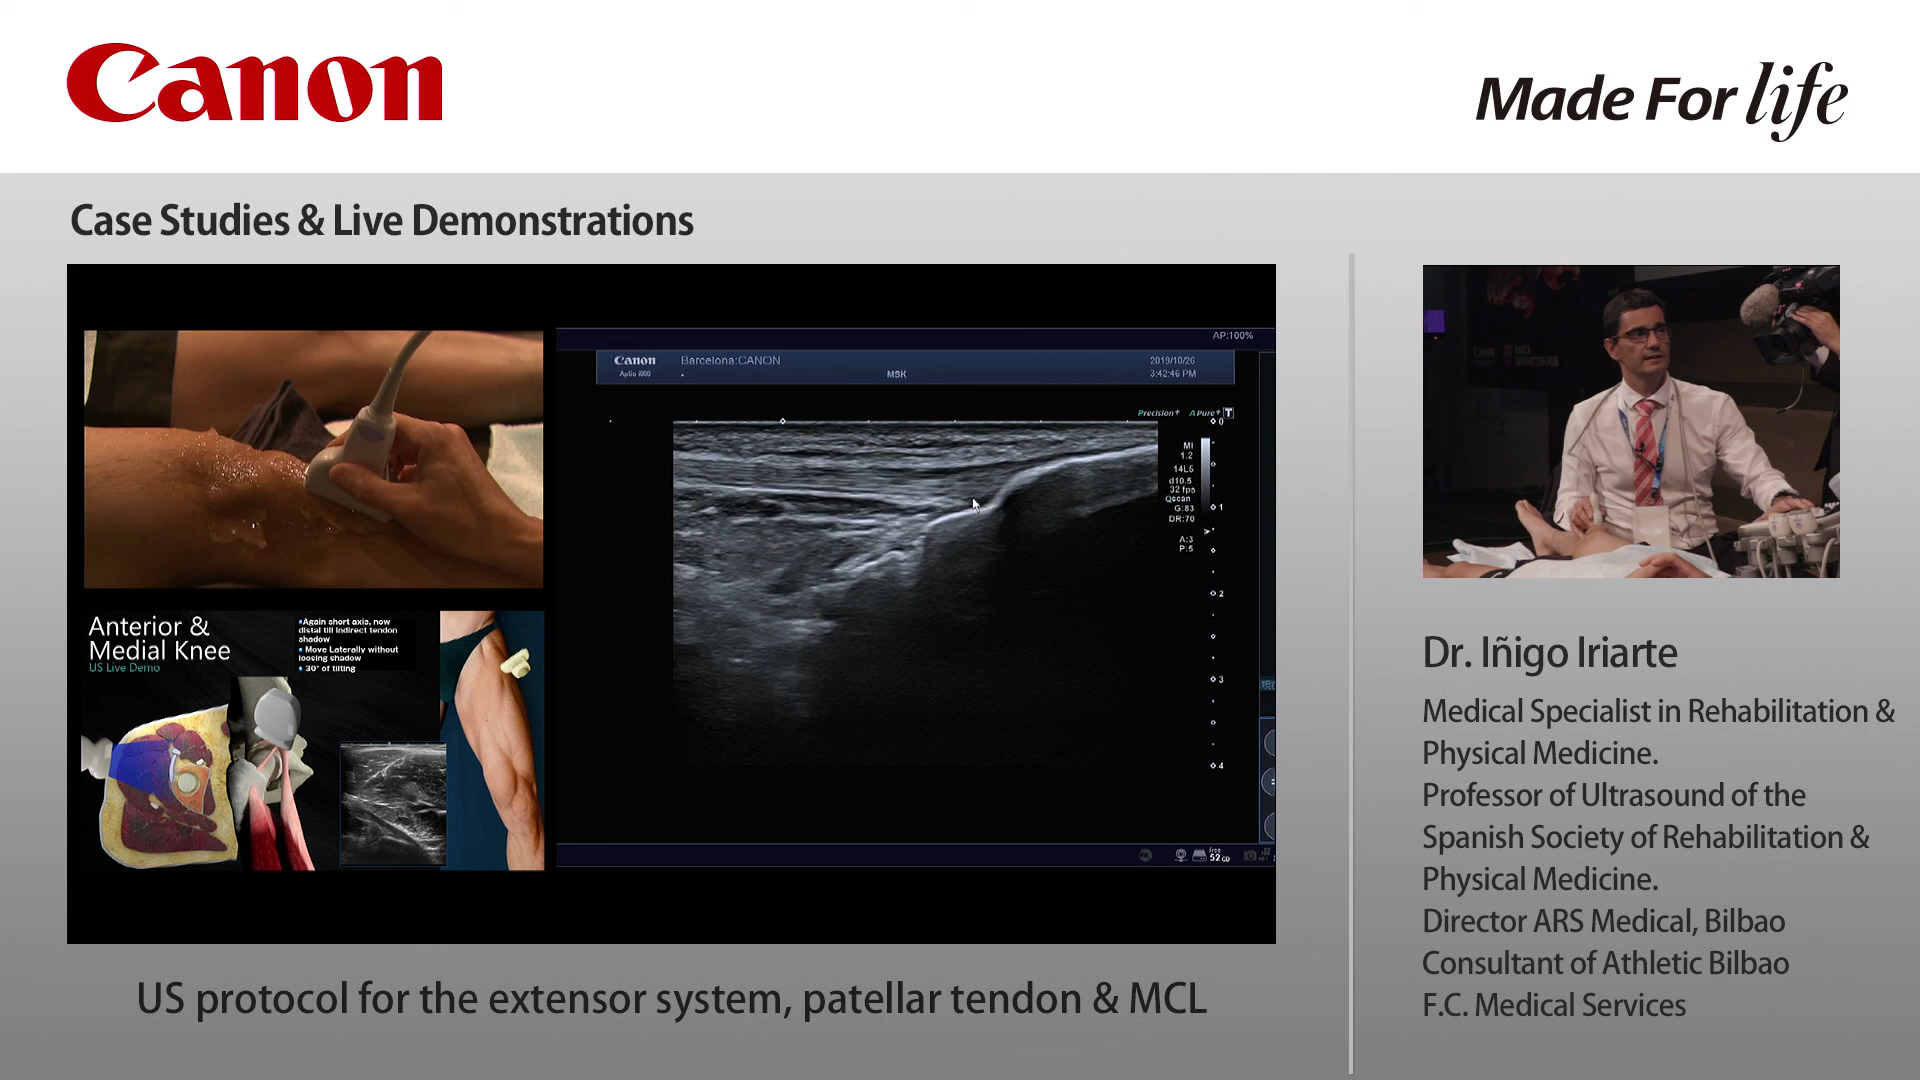 Canon
Made For life
Case Studies & Live Demonstrations
AP:100%
Canon
Barcelona:CANON
2019/10/26
Aplio i800
MSK
3:42:46 PM
Precision+ APure+ T
0
MI
1.2
14L5
d10.5
32 fps
Qscan
G:83
DR:70
A:3
P:5
1
2
3
4
free
52GB
Anterior &
Medial Knee
US Live Demo
Again short axis, now
distal till indirect tendon
shadow
Move Laterally without
loosing shadow
30° of tilting
US protocol for the extensor system, patellar tendon & MCL
Dr. Iñigo Iriarte
Medical Specialist in Rehabilitation &
Physical Medicine.
Professor of Ultrasound of the
Spanish Society of Rehabilitation &
Physical Medicine.
Director ARS Medical, Bilbao
Consultant of Athletic Bilbao
F.C. Medical Services